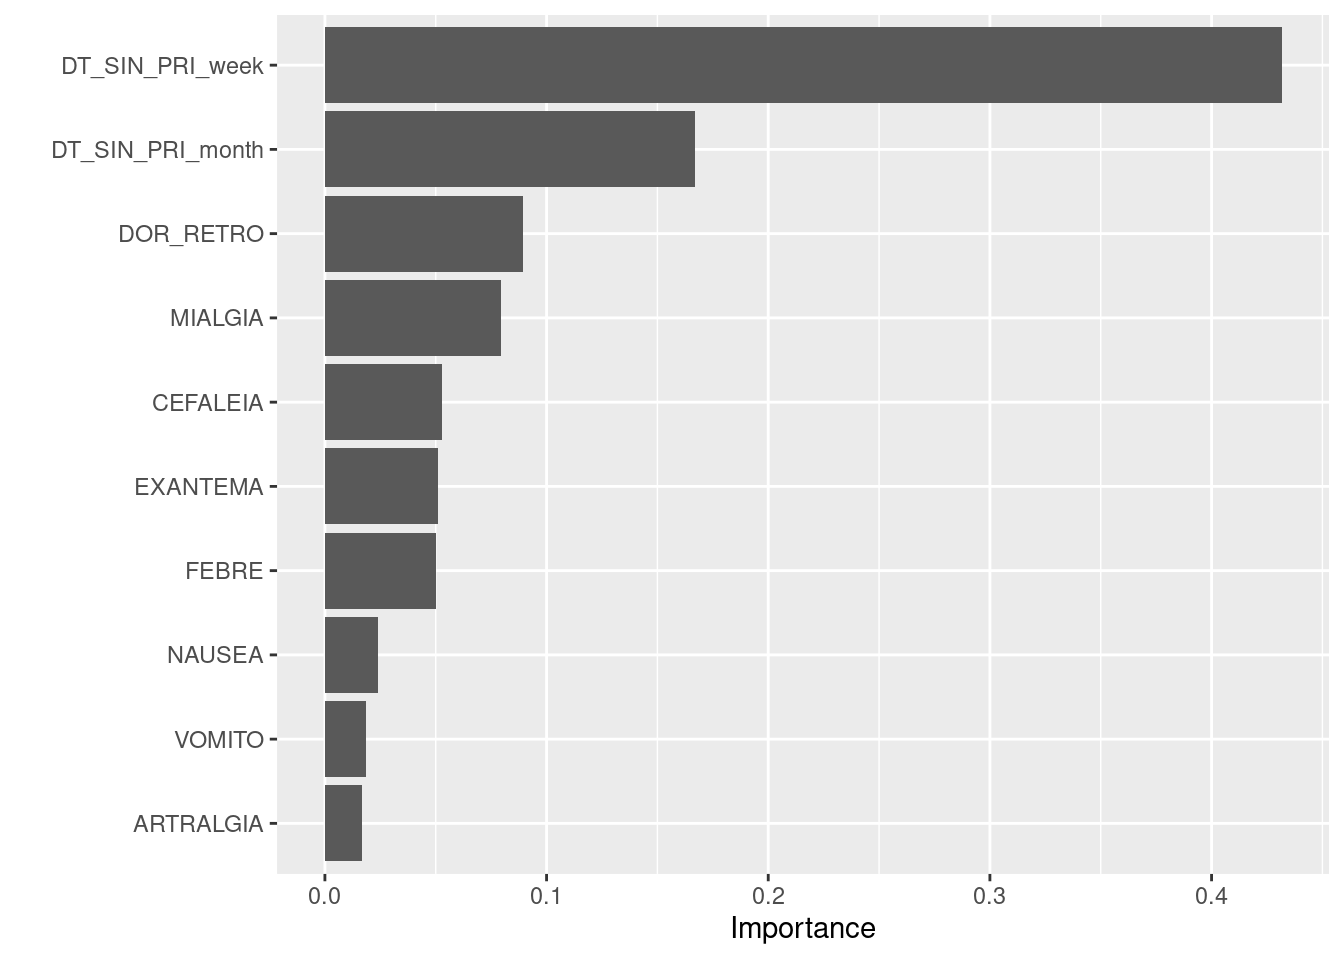 DT_SIN_PRI_week
DT_SIN_PRI_month
DOR_RETRO
MIALGIA
CEFALEIA
EXANTEMA
FEBRE
NAUSEA
VOMITO
ARTRALGIA
0.0 0.1 0.2 0.3 0.4
Importance